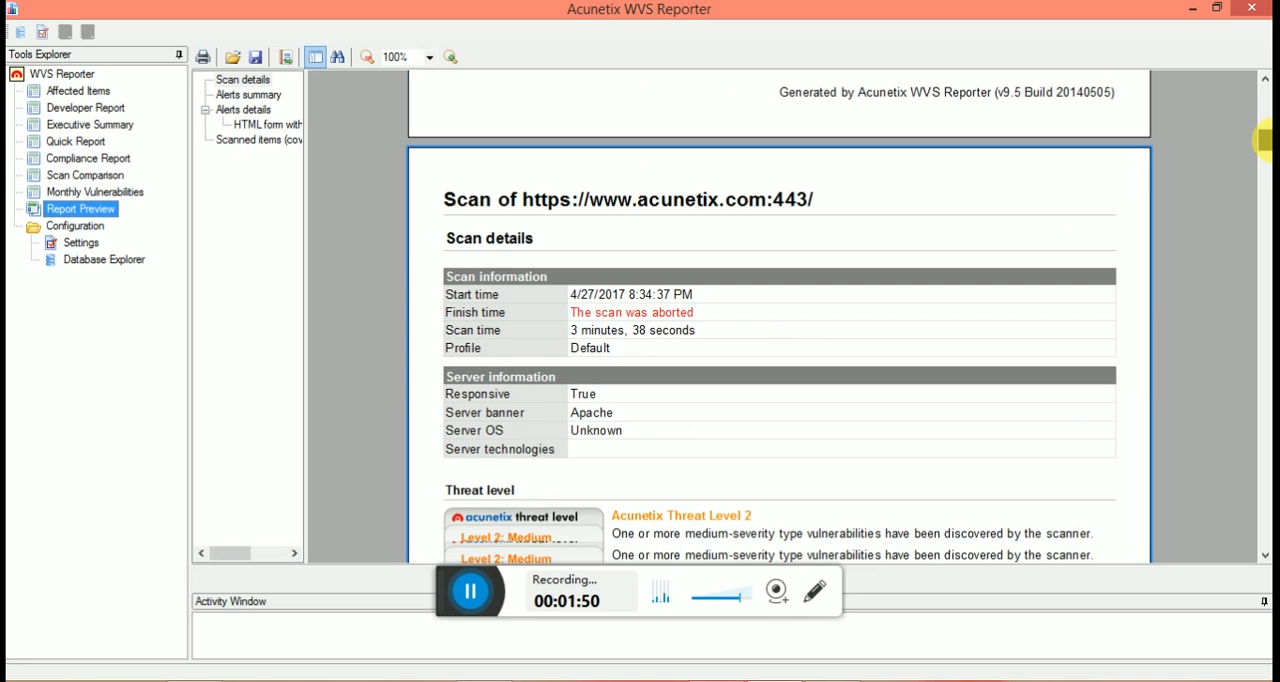 Acunetix WVS Reporter
Tools Explorer
WVS Reporter
Affected Items
Developer Report
Executive Summary
Quick Report
Compliance Report
Scan Comparison
Monthly Vulnerabilities
Report Preview
Configuration
Settings
Database Explorer
100%
Scan details
Alerts summary
Alerts details
HTML form with
Scanned items (cov
Generated by Acunetix WVS Reporter (v9.5 Build 20140505)
Scan of https://www.acunetix.com:443/
Scan details
Scan information
Start time 4/27/2017 8:34:37 PM
Finish time The scan was aborted
Scan time 3 minutes, 38 seconds
Profile Default
Server information
Responsive True
Server banner Apache
Server OS Unknown
Server technologies
Threat level
acunetix threat level Acunetix Threat Level 2
Level 2: Medium One or more medium-severity type vulnerabilities have been discovered by the scanner.
Level 2: Medium One or more medium-severity type vulnerabilities have been discovered by the scanner.
Recording...
00:01:50
Activity Window